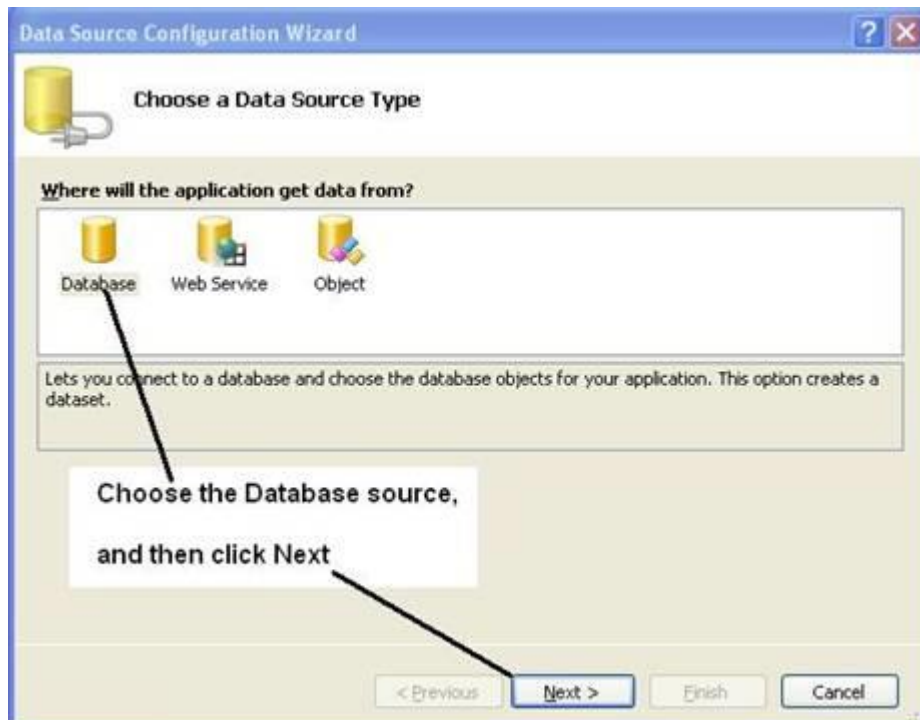 Data Source Configuration Wizard
?
Choose a Data Source Type
Where will the application get data from?
Database
Web Service
Object
Lets you connect to a database and choose the database objects for your application. This option creates a
dataset.
Choose the Database source,
and then click Next
< Previous
Next >
Finish
Cancel